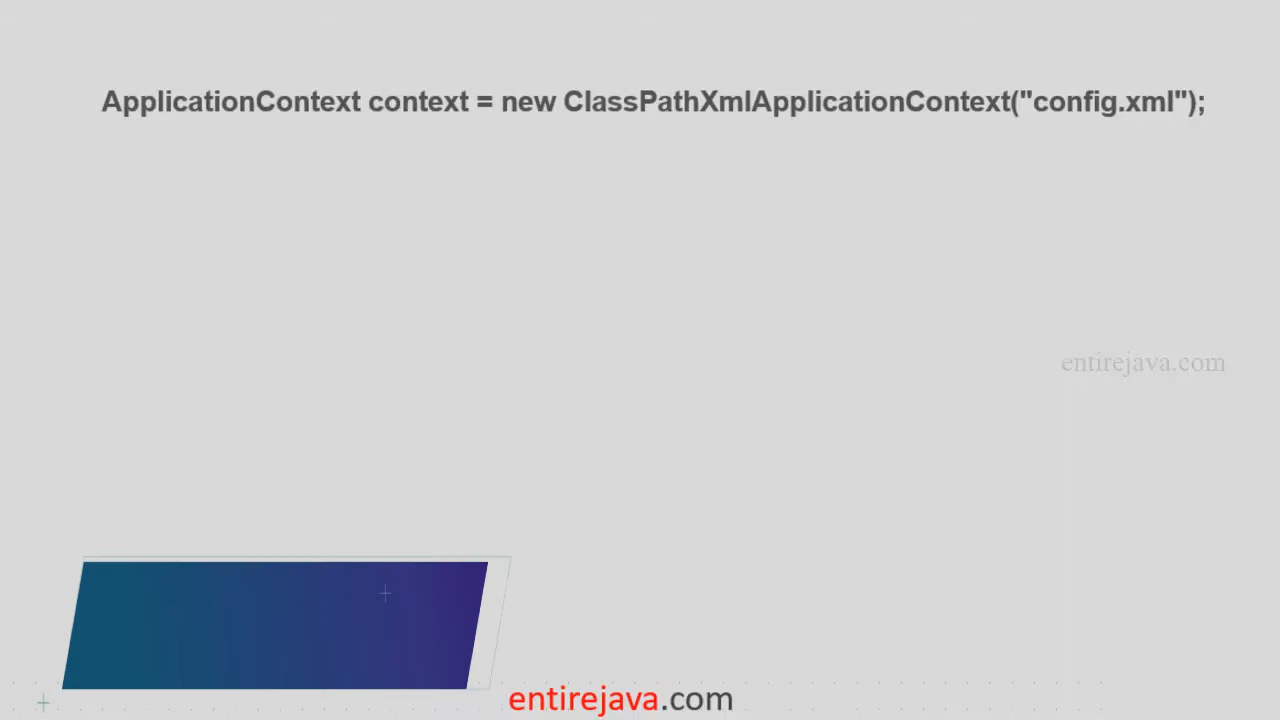 ApplicationContext context = new ClassPathXmlApplicationContext("config.xml");
entirejava.com
entirejava.com